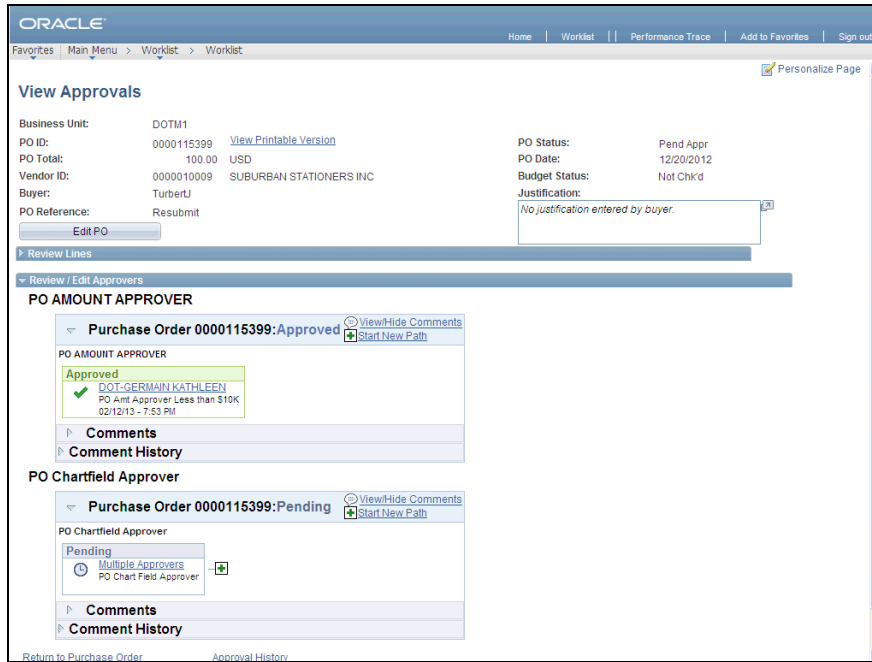 ORACLE
Home | Worklist | | Performance Trace | Add to Favorites | Sign out
Favorites | Main Menu > Worklist > Worklist
Personalize Page
View Approvals
Business Unit: DOTM1
PO ID: 0000115399 View Printable Version PO Status: Pend Appr
PO Total: 100.00 USD PO Date: 12/20/2012
Vendor ID: 0000010009 SUBURBAN STATIONERS INC Budget Status: Not Chk'd
Buyer: TurbertJ Justification:
No justification entered by buyer.
PO Reference: Resubmit
Edit PO
Review Lines
Review / Edit Approvers
PO AMOUNT APPROVER
Purchase Order 0000115399:Approved View/Hide Comments
Start New Path
PO AMOUNT APPROVER
Approved
DOT-GERMAIN KATHLEEN
PO Amt Approver Less than $10K
02/12/13 - 7:53 PM
Comments
Comment History
PO Chartfield Approver
Purchase Order 0000115399:Pending View/Hide Comments
Start New Path
PO Chartfield Approver
Pending
Multiple Approvers
PO Chart Field Approver
Comments
Comment History
Return to Purchase Order Approval History